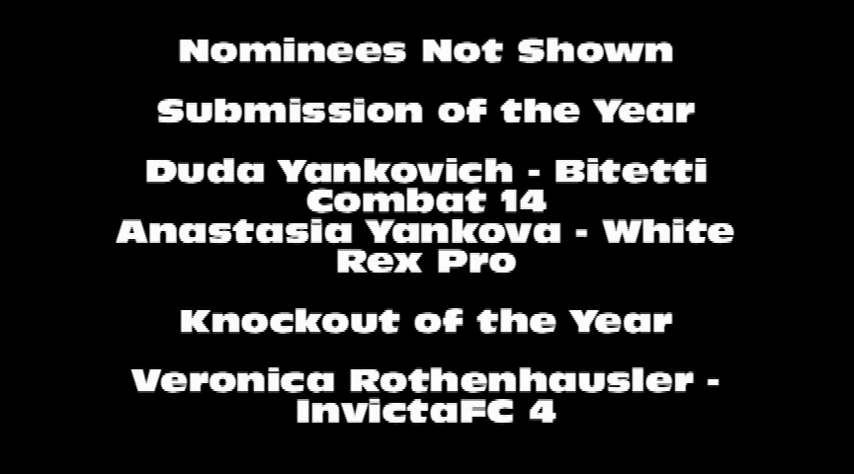 Nominees Not Shown
Submission of the Year
Duda Yankovich - Bitetti
Combat 14
Anastasia Yankova - White
Rex Pro
Knockout of the Year
Veronica Rothenhausler -
InvictaFC 4